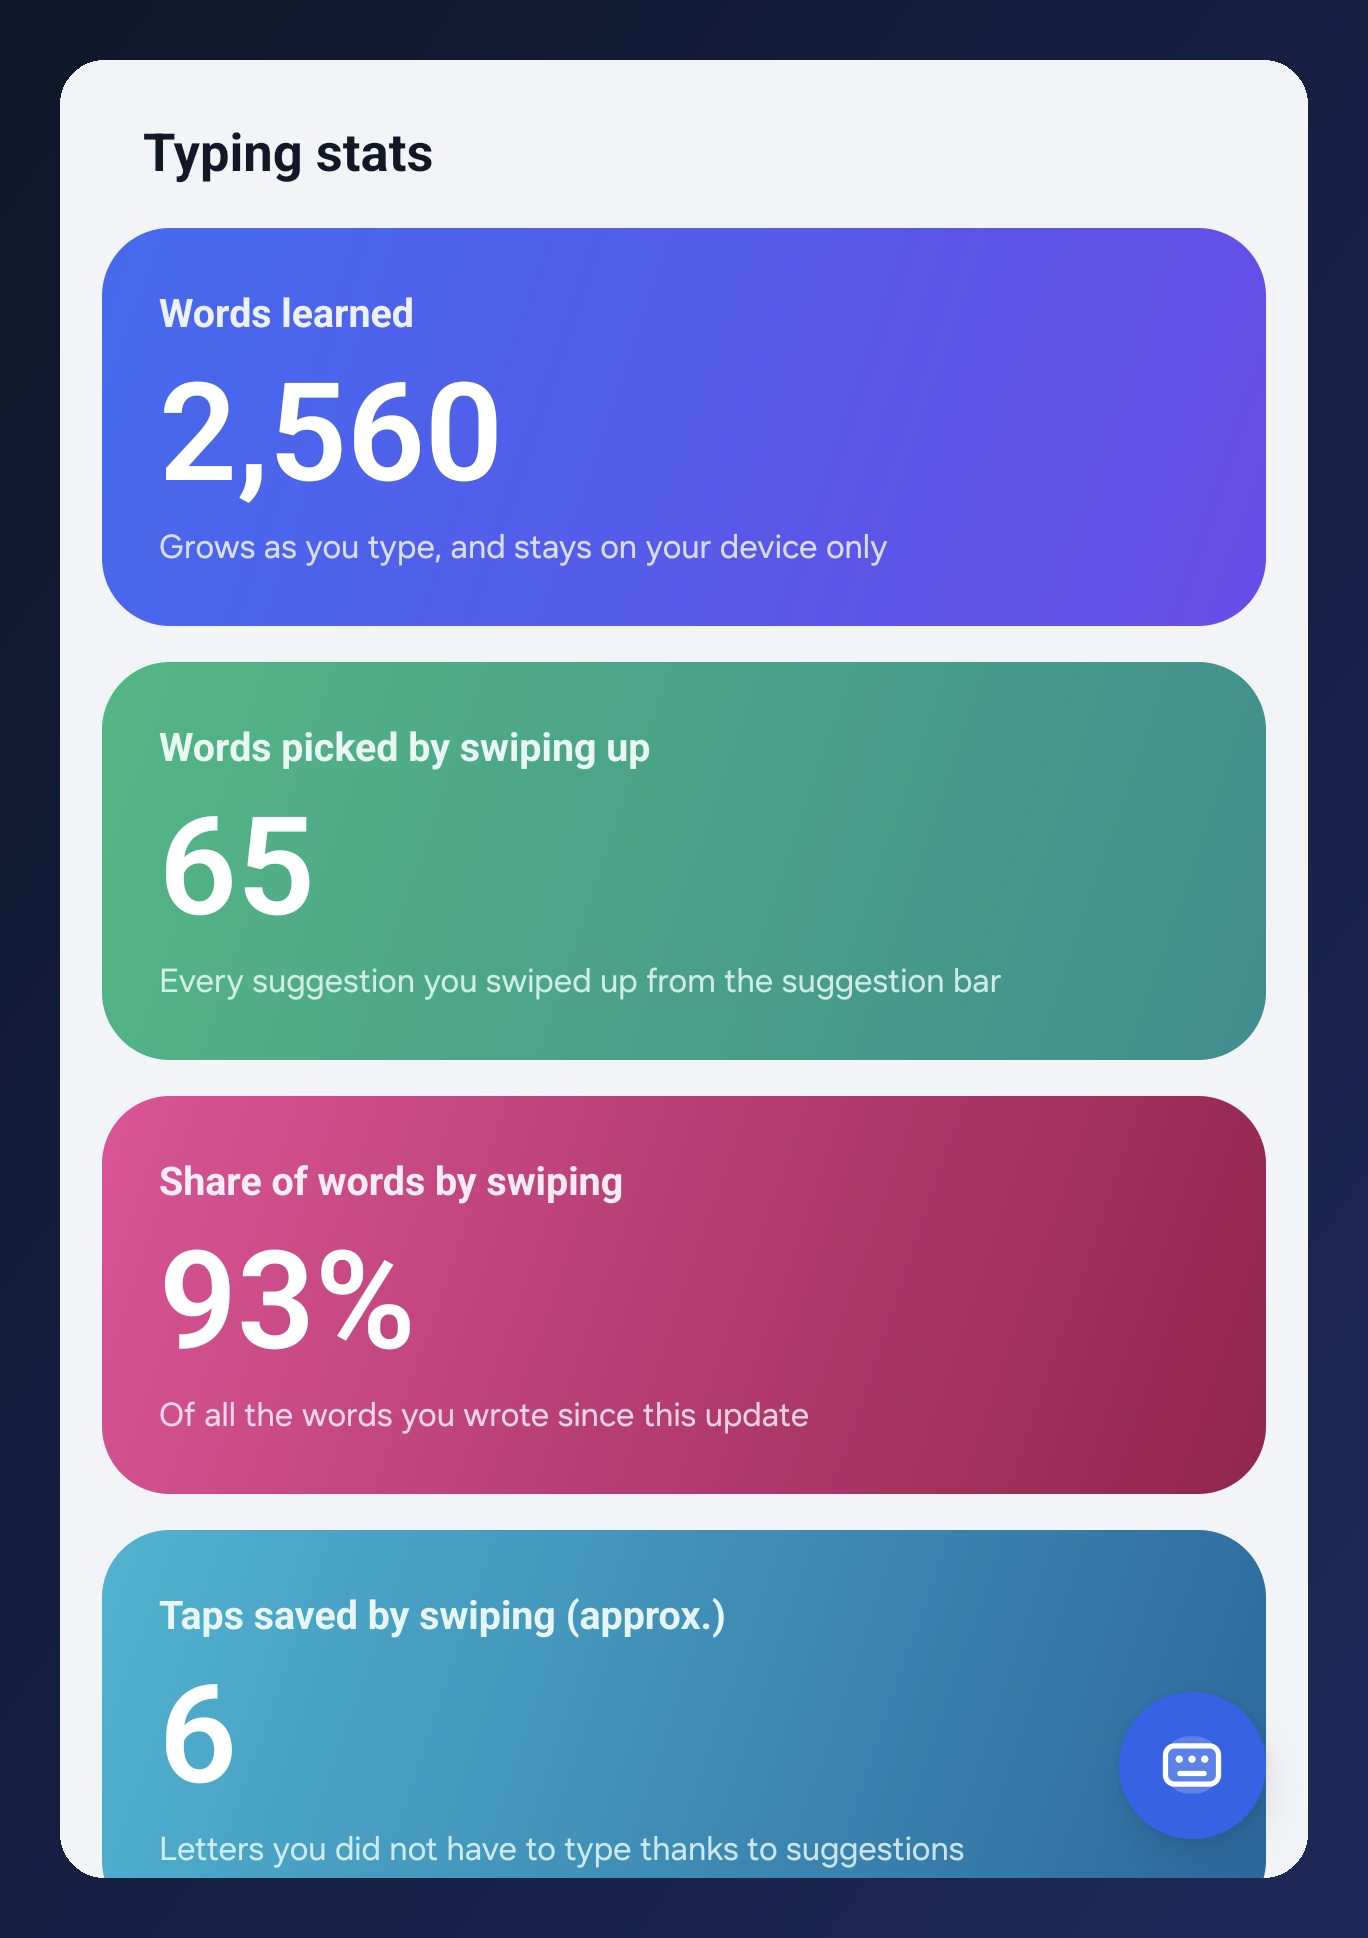 Typing stats
Words learned
2,560
Grows as you type, and stays on your device only
Words picked by swiping up
65
Every suggestion you swiped up from the suggestion bar
Share of words by swiping
93%
Of all the words you wrote since this update
Taps saved by swiping (approx.)
6
Letters you did not have to type thanks to suggestions